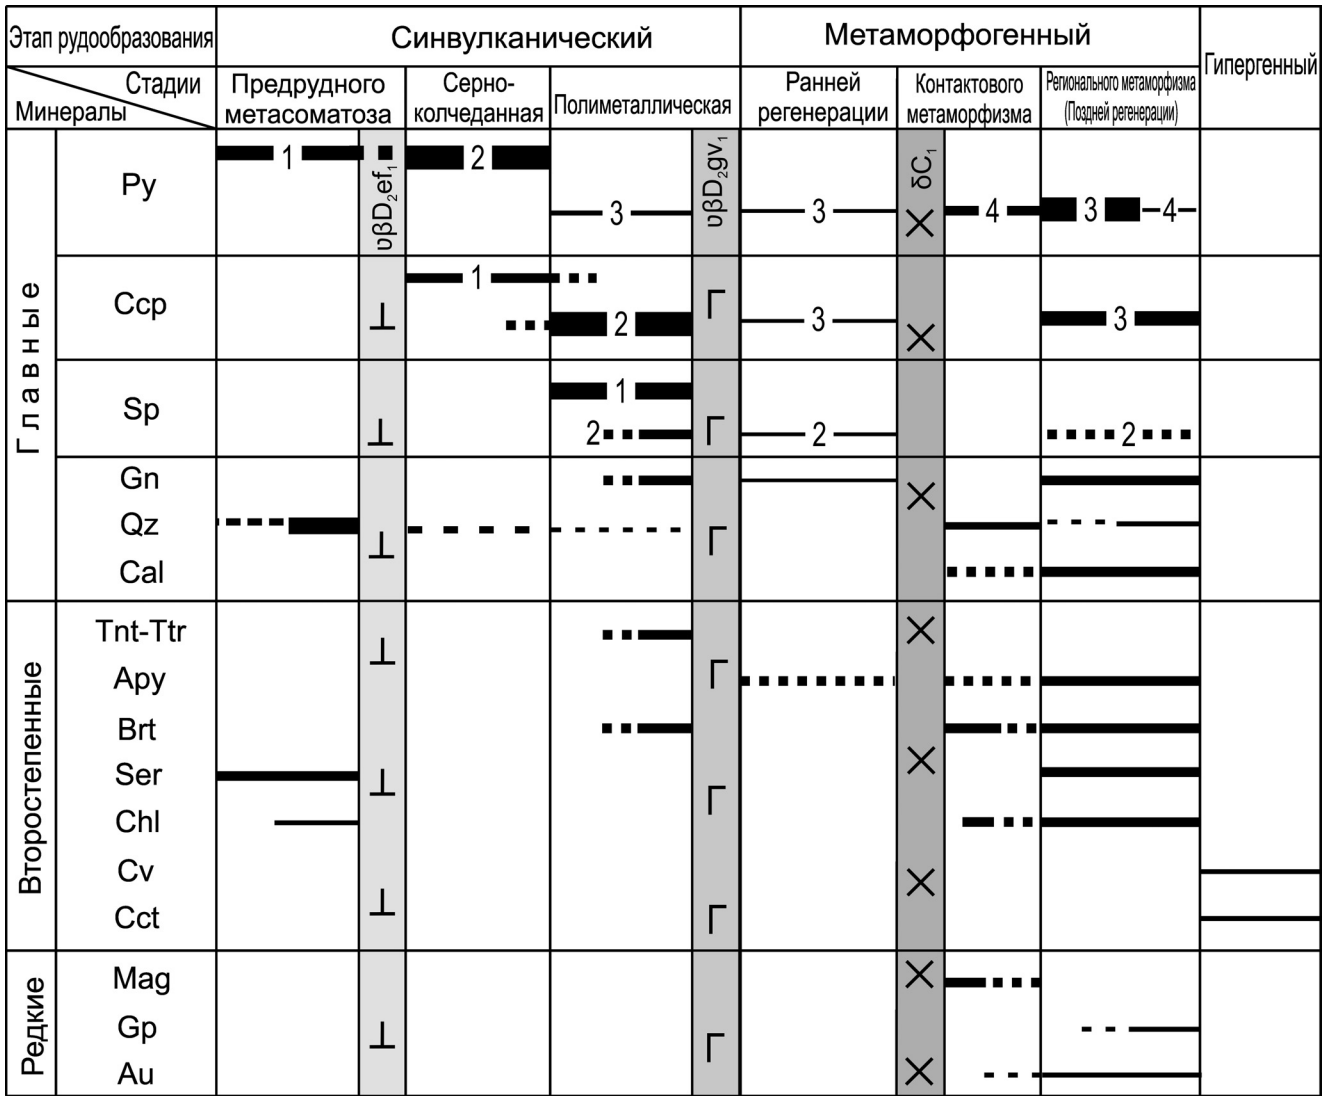 Этап рудообразования
Синвулканический
Метаморфогенный
Гипергенный
Стадии
Минералы
Предрудного
метасоматоза
Серно-
колчеданная
Полиметаллическая
Ранней
регенерации
Контактового
метаморфизма
Регионального метаморфизма
(Поздней регенерации)
Главные
Py
1
υβD₂ef₁
2
3
υβD₂gv₁
3
δC₁
4
3
4
Ccp
1
2
3
3
Sp
1
2
2
2
Gn
Qz
Cal
Второстепенные
Tnt-Ttr
Apy
Brt
Ser
Chl
Cv
Cct
Редкие
Mag
Gp
Au